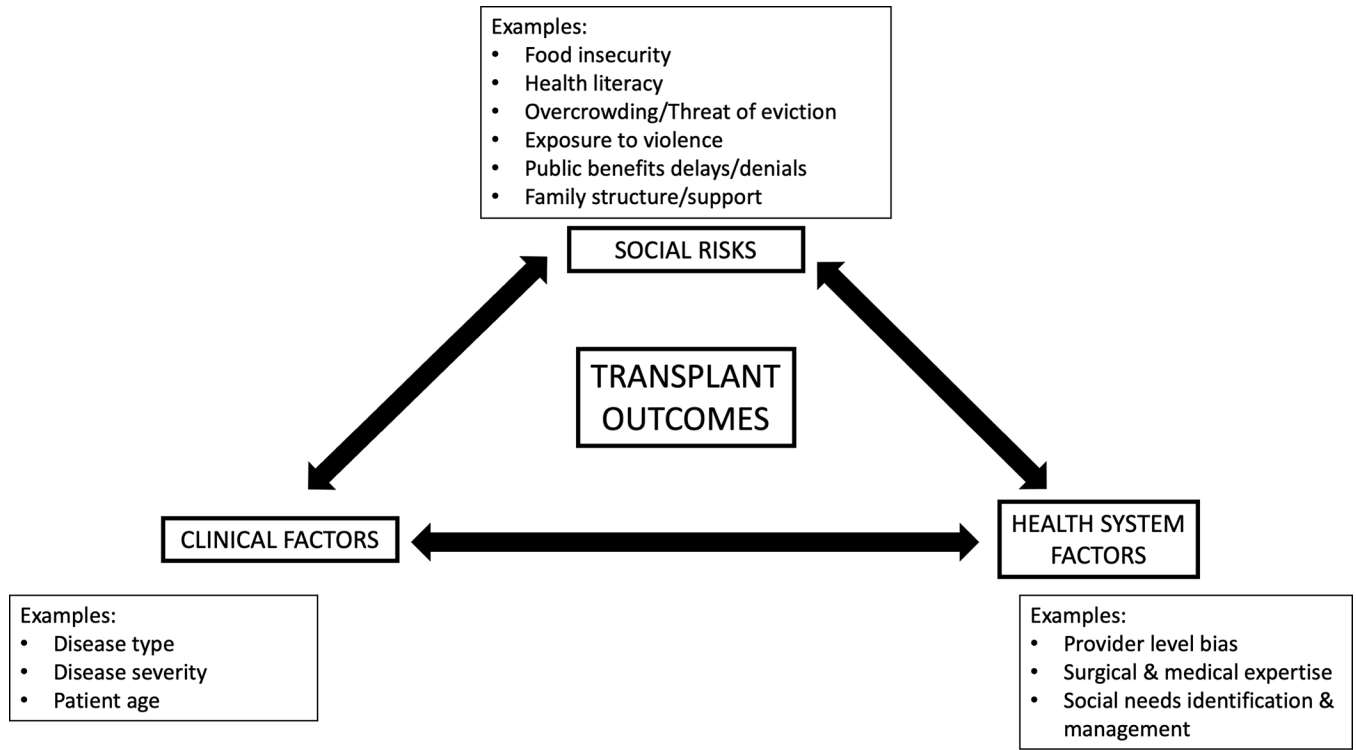 Examples:
• Food insecurity
• Health literacy
• Overcrowding/Threat of eviction
• Exposure to violence
• Public benefits delays/denials
• Family structure/support
SOCIAL RISKS
TRANSPLANT
OUTCOMES
CLINICAL FACTORS
HEALTH SYSTEM
FACTORS
Examples:
• Disease type
• Disease severity
• Patient age
Examples:
• Provider level bias
• Surgical & medical expertise
• Social needs identification &
management